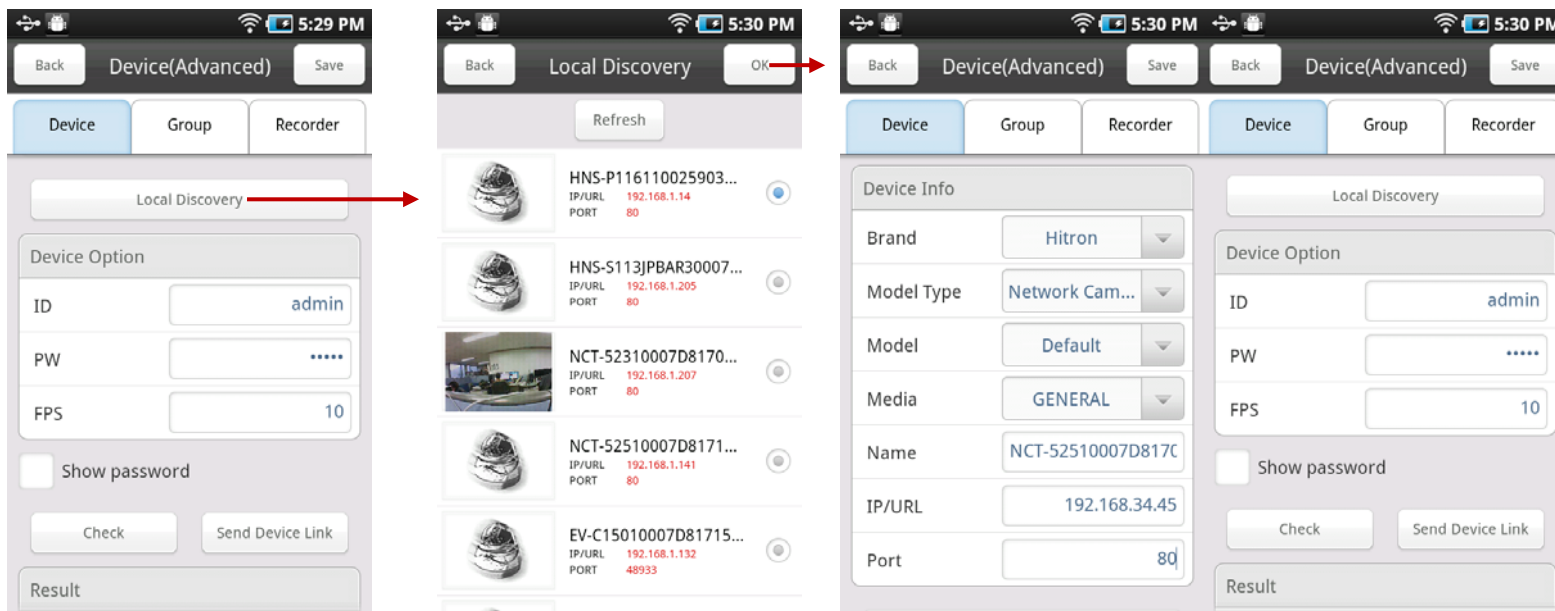 5:29 PM
Back Device(Advanced) Save
Device Group Recorder
Local Discovery
Device Option
ID admin
PW •••••
FPS 10
Show password
Check Send Device Link
Result
5:30 PM
Back Local Discovery OK
Refresh
HNS-P116110025903...
IP/URL 192.168.1.14
PORT 80
HNS-S113JPBAR30007...
IP/URL 192.168.1.205
PORT 80
NCT-52310007D8170...
IP/URL 192.168.1.207
PORT 80
NCT-52510007D8171...
IP/URL 192.168.1.141
PORT 80
EV-C15010007D81715...
IP/URL 192.168.1.132
PORT 48933
5:30 PM
Back Device(Advanced) Save
Device Group Recorder
Device Info
Brand Hitron
Model Type Network Cam...
Model Default
Media GENERAL
Name NCT-52510007D8170
IP/URL 192.168.34.45
Port 80
5:30 PM
Back Device(Advanced) Save
Device Group Recorder
Local Discovery
Device Option
ID admin
PW •••••
FPS 10
Show password
Check Send Device Link
Result